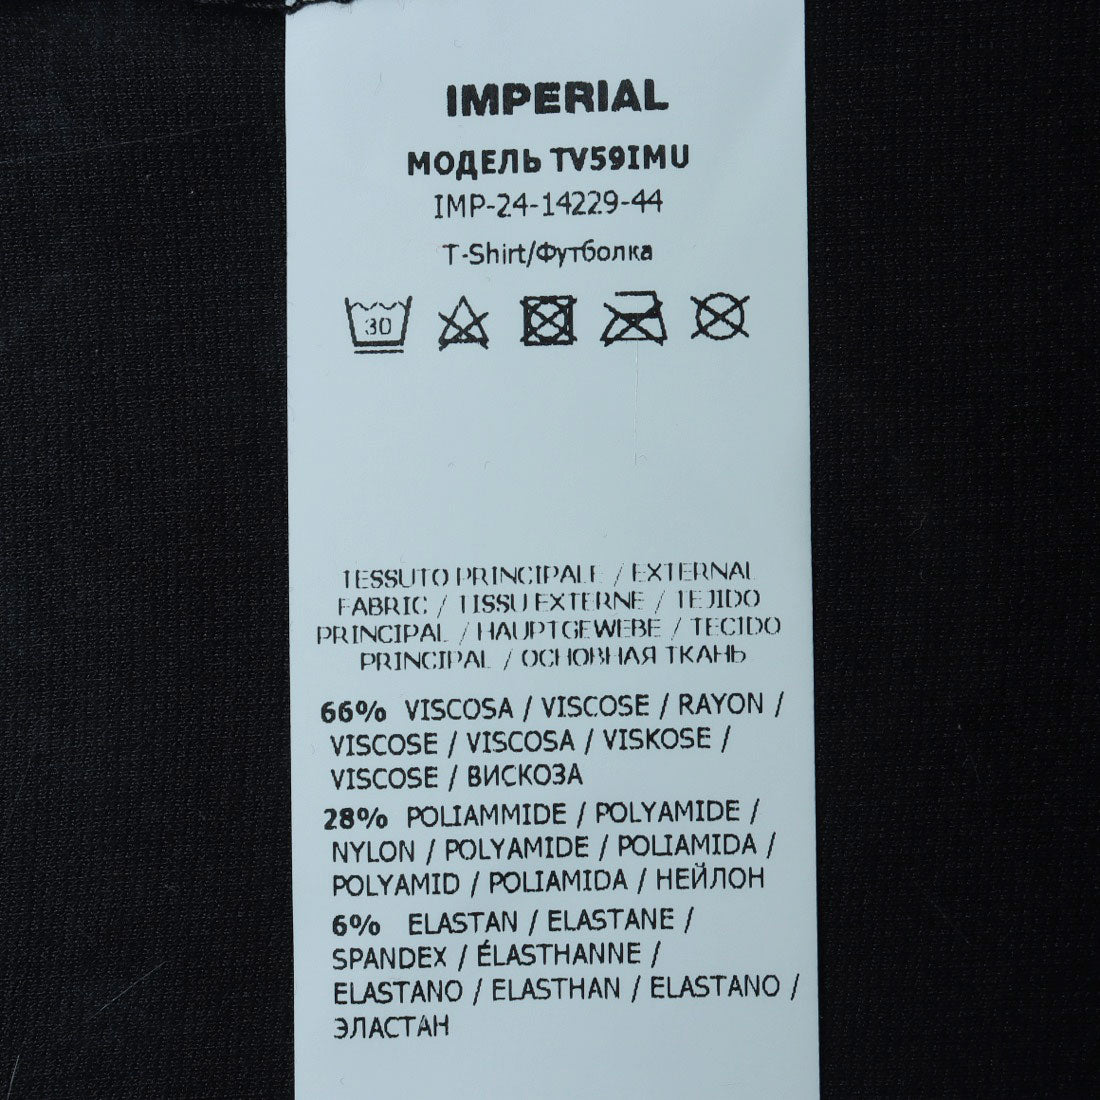 IMPERIAL
МОДЕЛЬ TV59IMU
IMP-24-14229-44
T-Shirt/Футболка
30
TESSUTO PRINCIPALE / EXTERNAL
FABRIC / TISSU EXTERNE / TEJIDO
PRINCIPAL / HAUPTGEWEBE / TECIDO
PRINCIPAL / ОСНОВНАЯ ТКАНЬ
66% VISCOSA / VISCOSE / RAYON /
VISCOSE / VISCOSA / VISKOSE /
VISCOSE / ВИСКОЗА
28% POLIAMMIDE / POLYAMIDE /
NYLON / POLYAMIDE / POLIAMIDA /
POLYAMID / POLIAMIDA / НЕЙЛОН
6% ELASTAN / ELASTANE /
SPANDEX / ÉLASTHANNE /
ELASTANO / ELASTHAN / ELASTANO /
ЭЛАСТАН